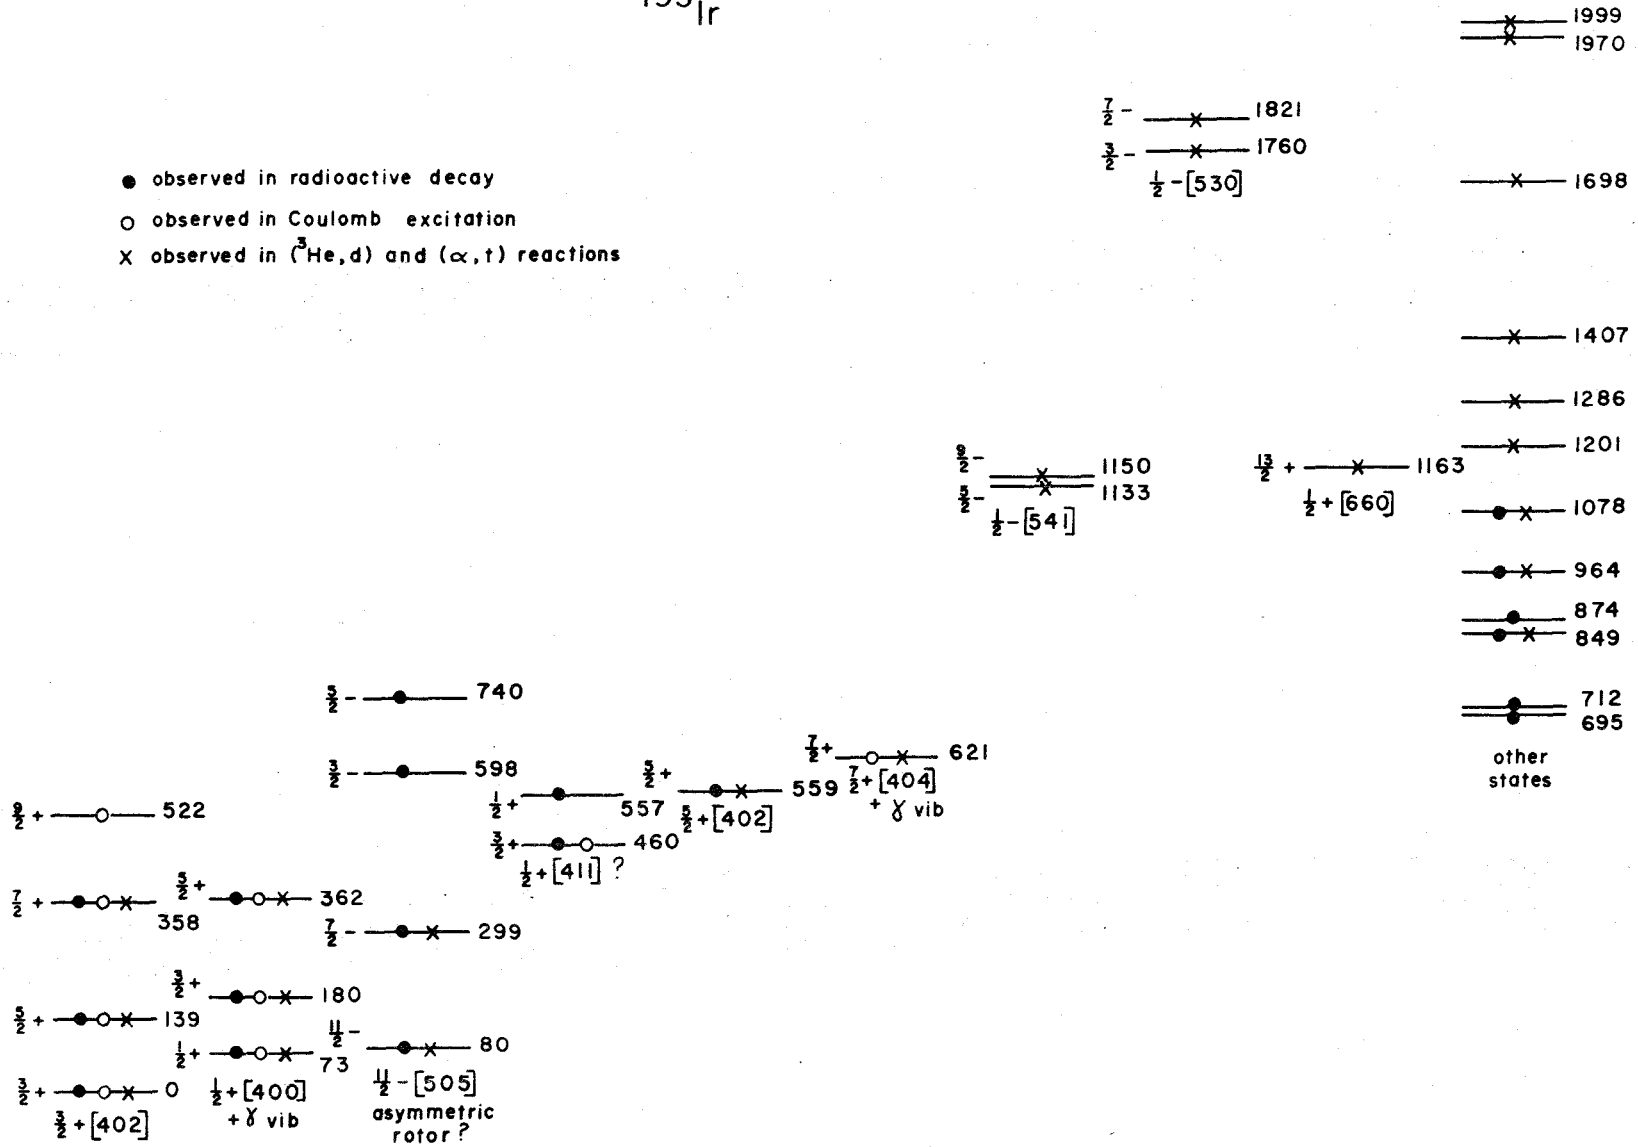 193Ir
● observed in radioactive decay
○ observed in Coulomb excitation
x observed in (³He,d) and (α,t) reactions
9/2 + 522
7/2 + 358
5/2 + 139
3/2 + 0
3/2 + [402]
5/2 + 362
3/2 + 180
1/2 + 73
1/2 + [400]
+ γ vib
5/2 - 740
3/2 - 598
7/2 - 299
11/2 - 80
11/2 - [505]
asymmetric
rotor ?
1/2 + 557
3/2 + 460
1/2 + [411] ?
5/2 + 559
5/2 + [402]
7/2 + 621
7/2 + [404]
+ γ vib
9/2 - 1150
5/2 - 1133
1/2 - [541]
7/2 - 1821
3/2 - 1760
1/2 - [530]
13/2 + 1163
1/2 + [660]
1999
1970
1698
1407
1286
1201
1078
964
874
849
712
695
other
states